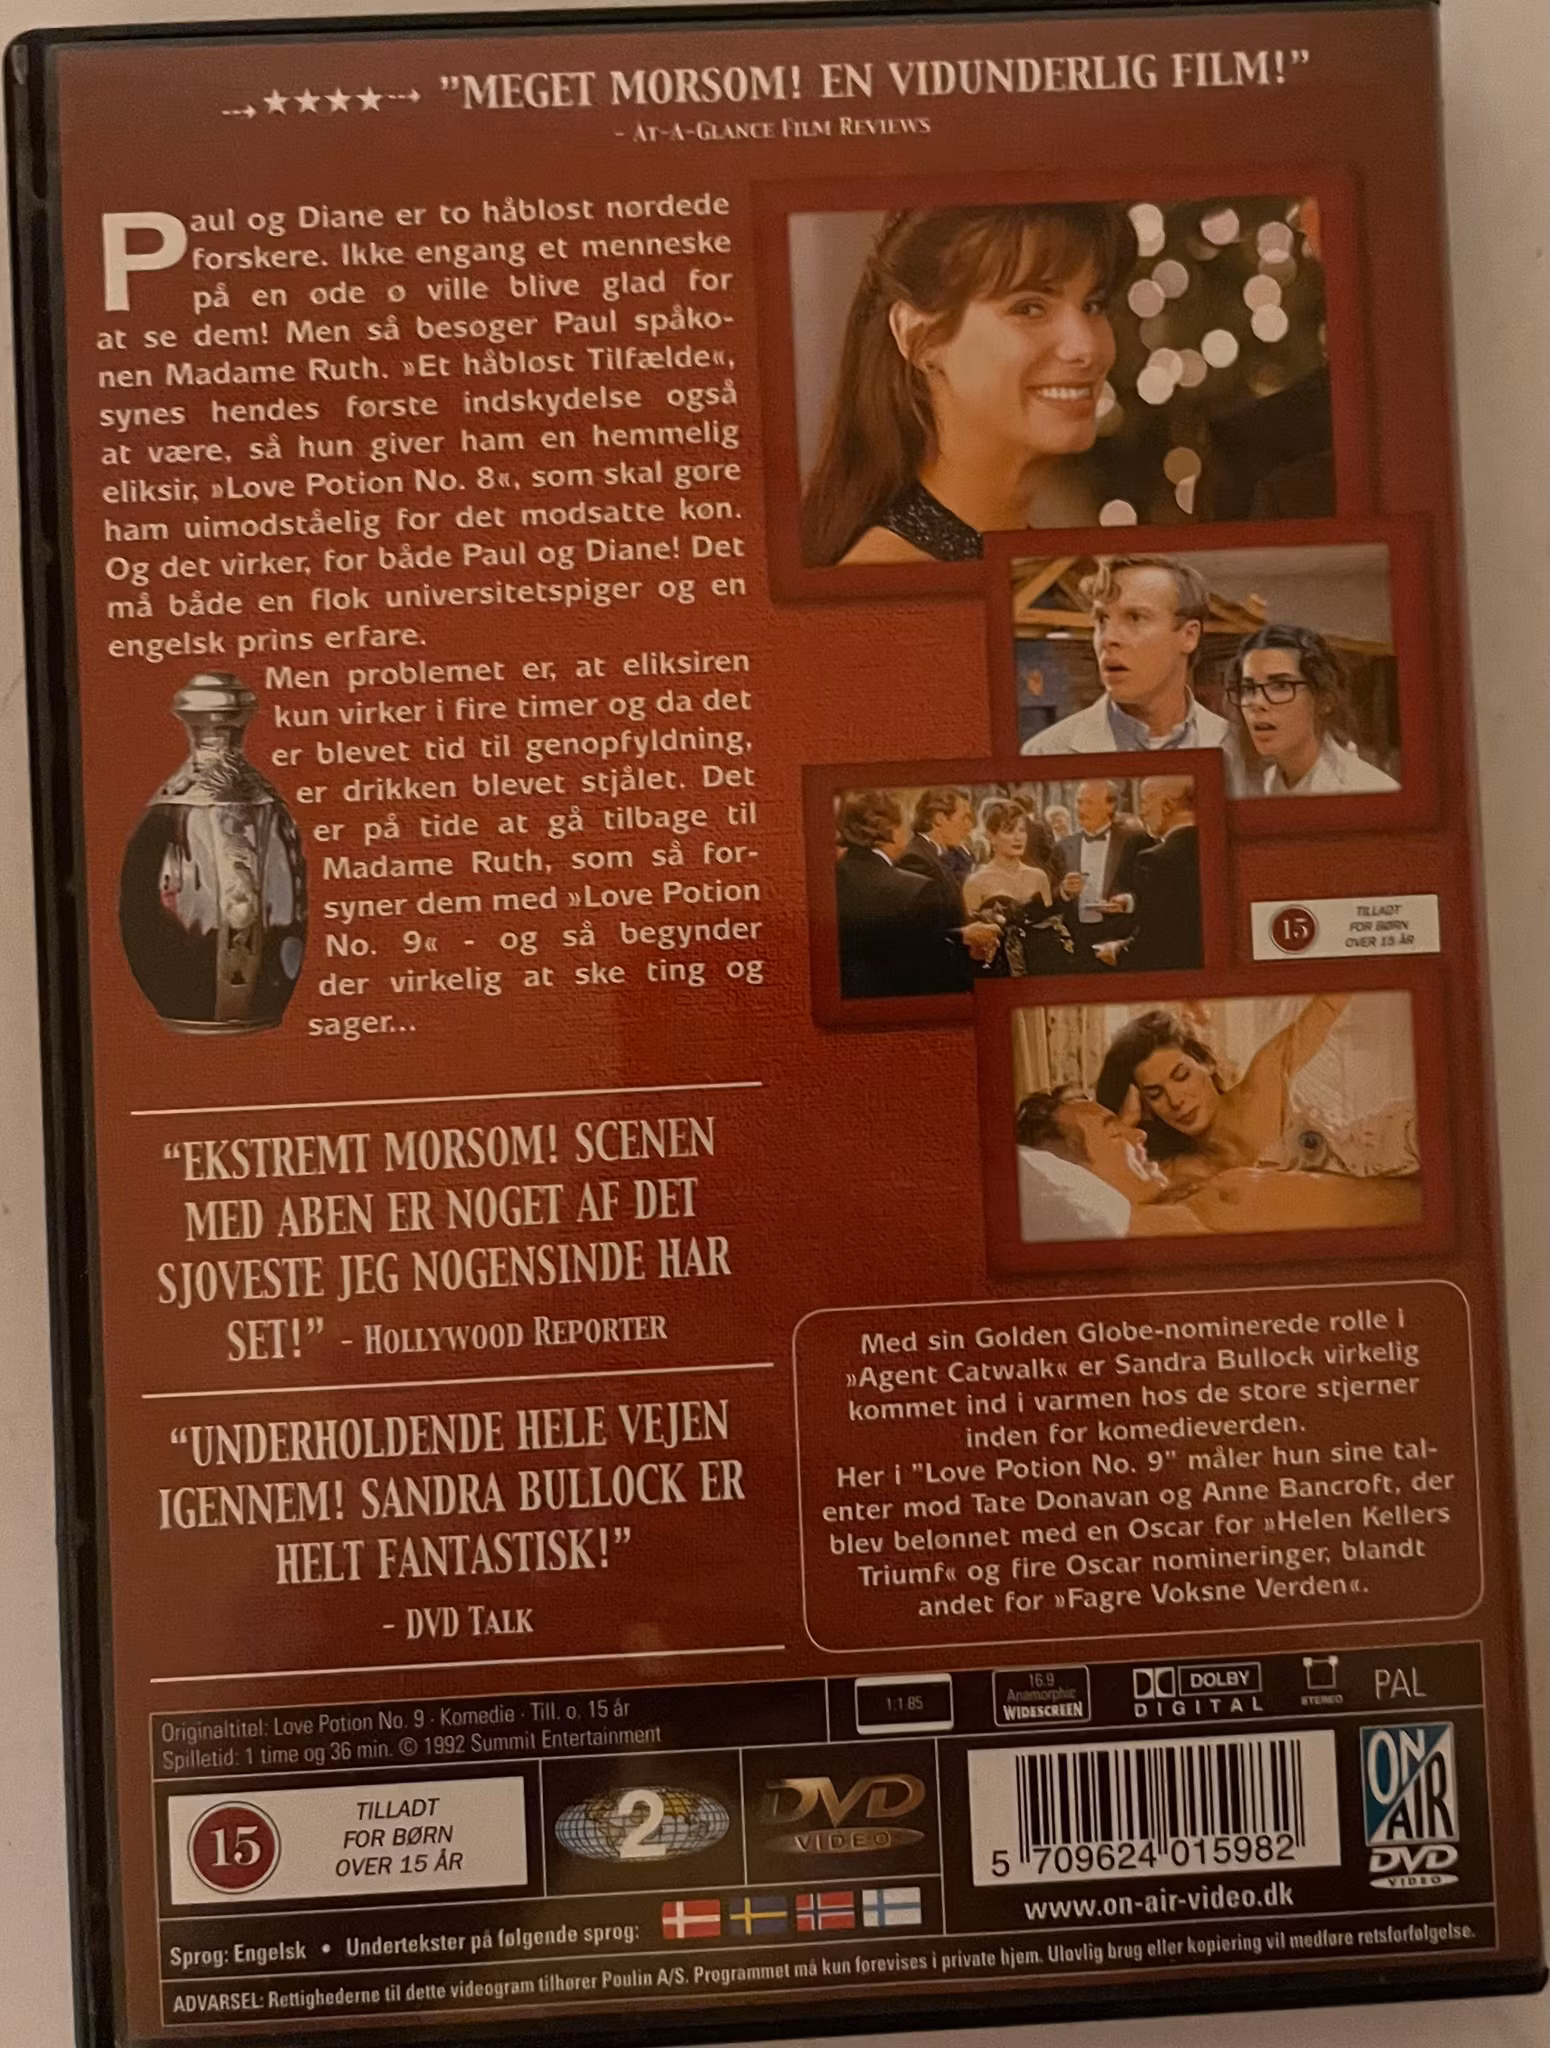 "MEGET MORSOM! EN VIDUNDERLIG FILM!"
- AT-A-GLANCE FILM REVIEWS
Paul og Diane er to håbløst nørdede
forskere. Ikke engang et menneske
på en øde ø ville blive glad for
at se dem! Men så besøger Paul spåko-
nen Madame Ruth. »Et håbløst Tilfælde«,
synes hendes første indskydelse også
at være, så hun giver ham en hemmelig
eliksir, »Love Potion No. 8«, som skal gøre
ham uimodståelig for det modsatte køn.
Og det virker, for både Paul og Diane! Det
må både en flok universitetspiger og en
engelsk prins erfare.
Men problemet er, at eliksiren
kun virker i fire timer og da det
er blevet tid til genopfyldning,
er drikken blevet stjålet. Det
er på tide at gå tilbage til
Madame Ruth, som så for-
syner dem med »Love Potion
No. 9« - og så begynder
der virkelig at ske ting og
sager...
15
TILLADT
FOR BØRN
OVER 15 ÅR
"EKSTREMT MORSOM! SCENEN
MED ABEN ER NOGET AF DET
SJOVESTE JEG NOGENSINDE HAR
SET!" - HOLLYWOOD REPORTER
"UNDERHOLDENDE HELE VEJEN
IGENNEM! SANDRA BULLOCK ER
HELT FANTASTISK!"
- DVD TALK
Med sin Golden Globe-nominerede rolle i
»Agent Catwalk« er Sandra Bullock virkelig
kommet ind i varmen hos de store stjerner
inden for komedieverden.
Her i "Love Potion No. 9" måler hun sine tal-
enter mod Tate Donavan og Anne Bancroft, der
blev belønnet med en Oscar for »Helen Kellers
Triumf« og fire Oscar nomineringer, blandt
andet for »Fagre Voksne Verden«.
Originaltitel: Love Potion No. 9 · Komedie · Till. o. 15 år
Spilletid: 1 time og 36 min. © 1992 Summit Entertainment
1:1.85
16:9
Anamorphic
WIDESCREEN
DOLBY
DIGITAL
STEREO
PAL
15
TILLADT
FOR BØRN
OVER 15 ÅR
2
DVD
VIDEO
5 709624 015982
www.on-air-video.dk
ON AIR
DVD
VIDEO
Sprog: Engelsk • Undertekster på følgende sprog:
ADVARSEL: Rettighederne til dette videogram tilhører Poulin A/S. Programmet må kun forevises i private hjem. Ulovlig brug eller kopiering vil medføre retsforfølgelse.